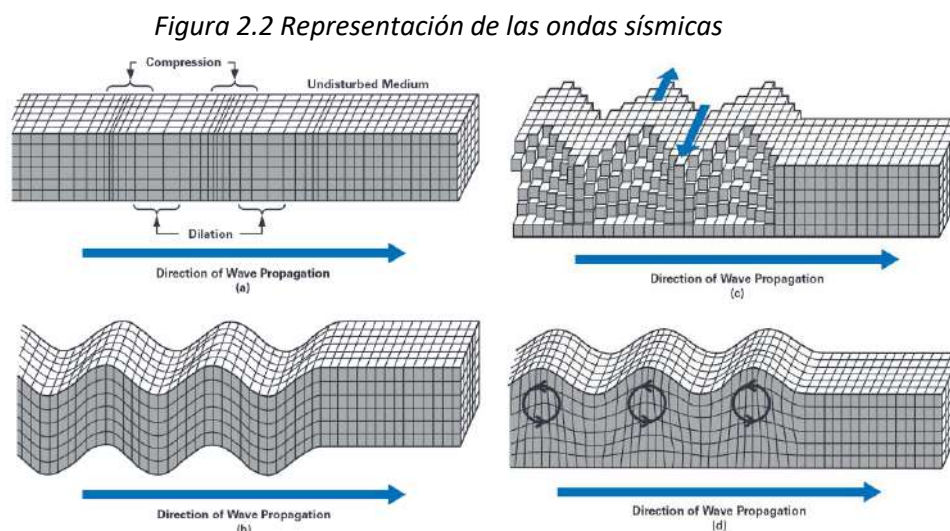 Figura 2.2 Representación de las ondas sísmicas
Compression
Undisturbed Medium
Dilation
Direction of Wave Propagation
(a)
Direction of Wave Propagation
(c)
Direction of Wave Propagation
(b)
Direction of Wave Propagation
(d)